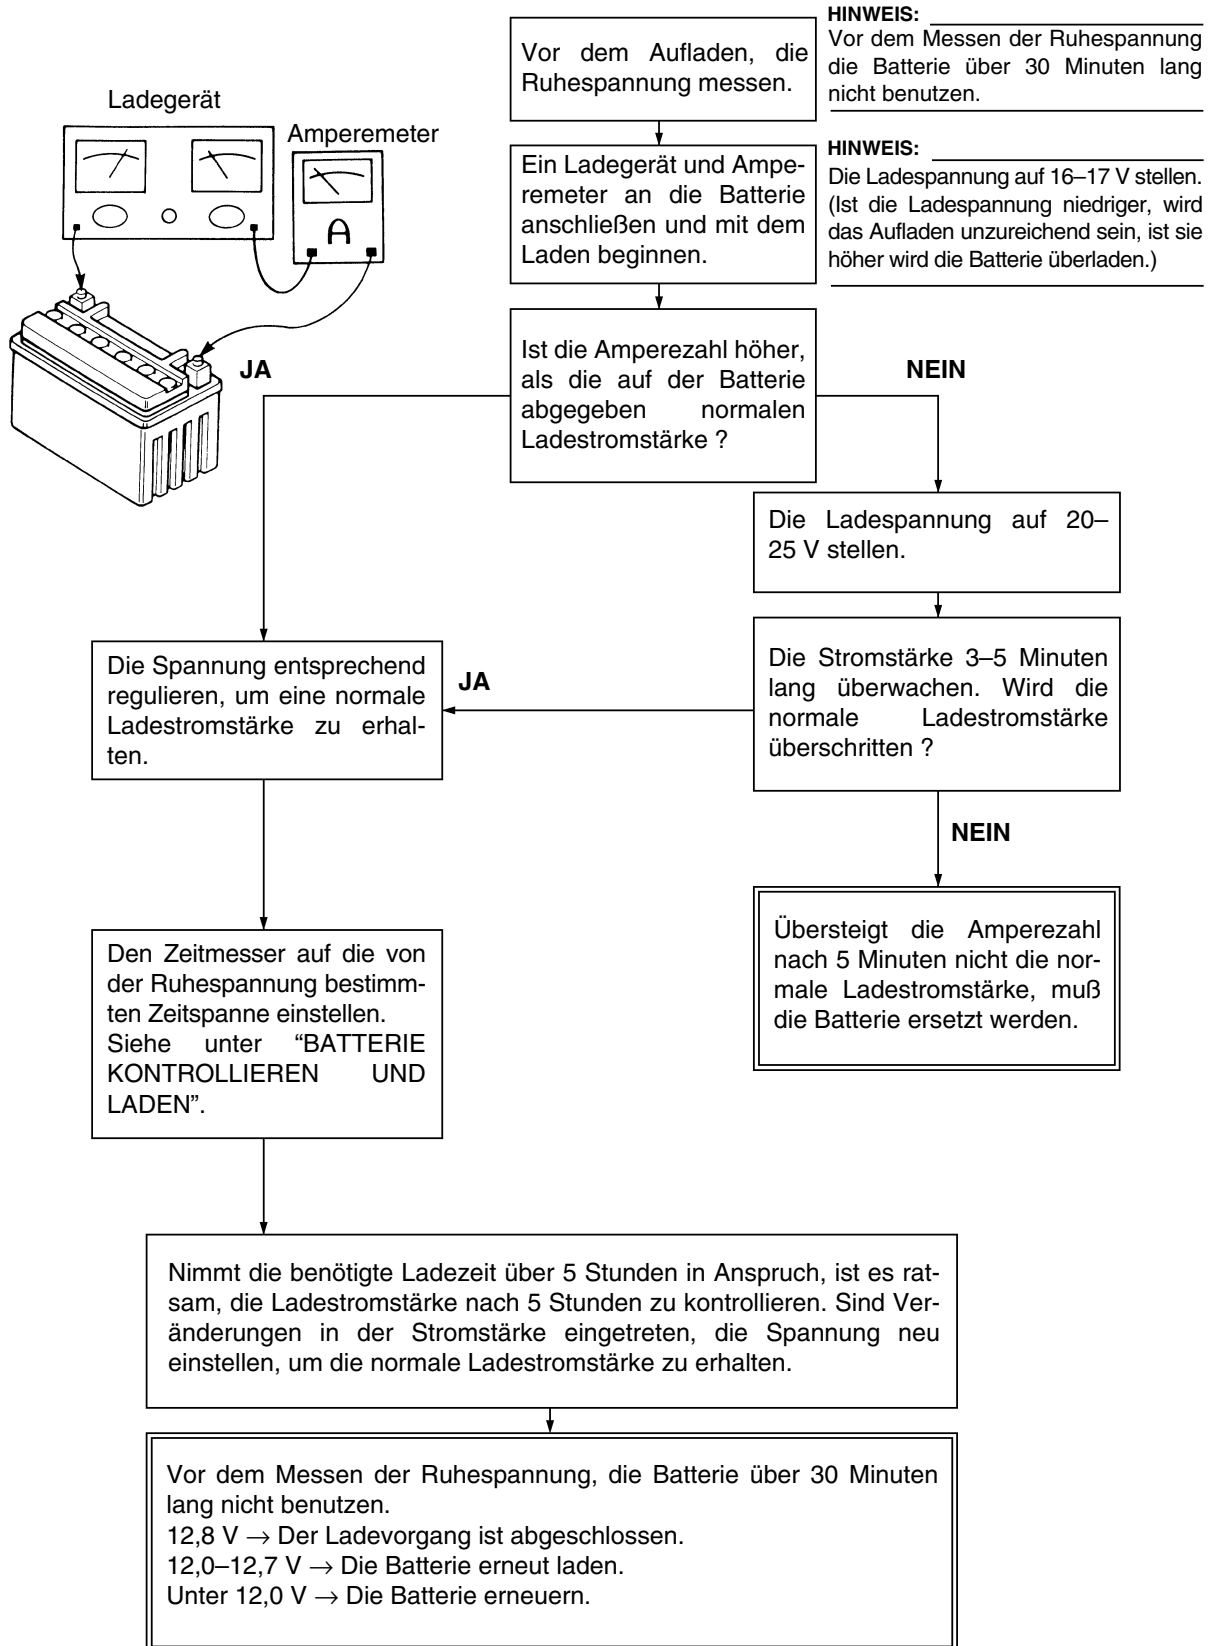 Ladegerät
Amperemeter
Vor dem Aufladen, die
Ruhespannung messen.
HINWEIS:
Vor dem Messen der Ruhespannung
die Batterie über 30 Minuten lang
nicht benutzen.
Ein Ladegerät und Ampe-
remeter an die Batterie
anschließen und mit dem
Laden beginnen.
HINWEIS:
Die Ladespannung auf 16–17 V stellen.
(Ist die Ladespannung niedriger, wird
das Aufladen unzureichend sein, ist sie
höher wird die Batterie überladen.)
A
Ist die Amperezahl höher,
als die auf der Batterie
abgegeben normalen
Ladestromstärke ?
JA
NEIN
Die Ladespannung auf 20–
25 V stellen.
Die Stromstärke 3–5 Minuten
lang überwachen. Wird die
normale Ladestromstärke
überschritten ?
JA
Die Spannung entsprechend
regulieren, um eine normale
Ladestromstärke zu erhal-
ten.
NEIN
Übersteigt die Amperezahl
nach 5 Minuten nicht die nor-
male Ladestromstärke, muß
die Batterie ersetzt werden.
Den Zeitmesser auf die von
der Ruhespannung bestimm-
ten Zeitspanne einstellen.
Siehe unter “BATTERIE
KONTROLLIEREN UND
LADEN”.
Nimmt die benötigte Ladezeit über 5 Stunden in Anspruch, ist es rat-
sam, die Ladestromstärke nach 5 Stunden zu kontrollieren. Sind Ver-
änderungen in der Stromstärke eingetreten, die Spannung neu
einstellen, um die normale Ladestromstärke zu erhalten.
Vor dem Messen der Ruhespannung, die Batterie über 30 Minuten
lang nicht benutzen.
12,8 V → Der Ladevorgang ist abgeschlossen.
12,0–12,7 V → Die Batterie erneut laden.
Unter 12,0 V → Die Batterie erneuern.